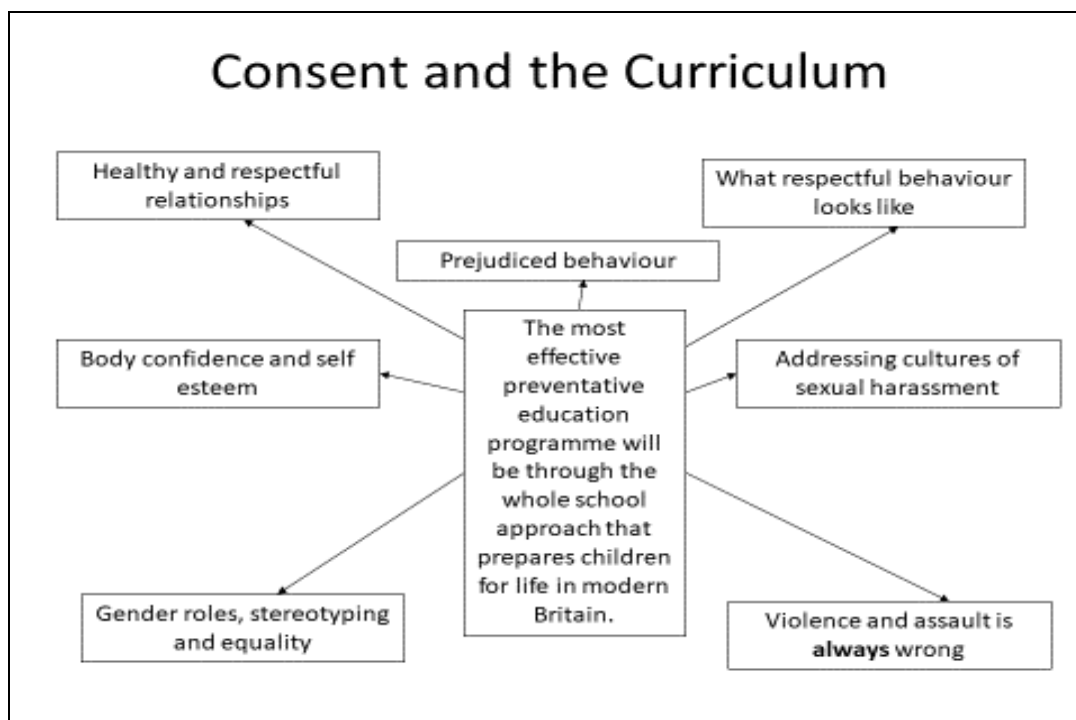 Consent and the Curriculum
Healthy and respectful
relationships
What respectful behaviour
looks like
Prejudiced behaviour
The most
effective
preventative
education
programme will
be through the
whole school
approach that
prepares children
for life in modern
Britain.
Body confidence and self
esteem
Addressing cultures of
sexual harassment
Gender roles, stereotyping
and equality
Violence and assault is
always wrong